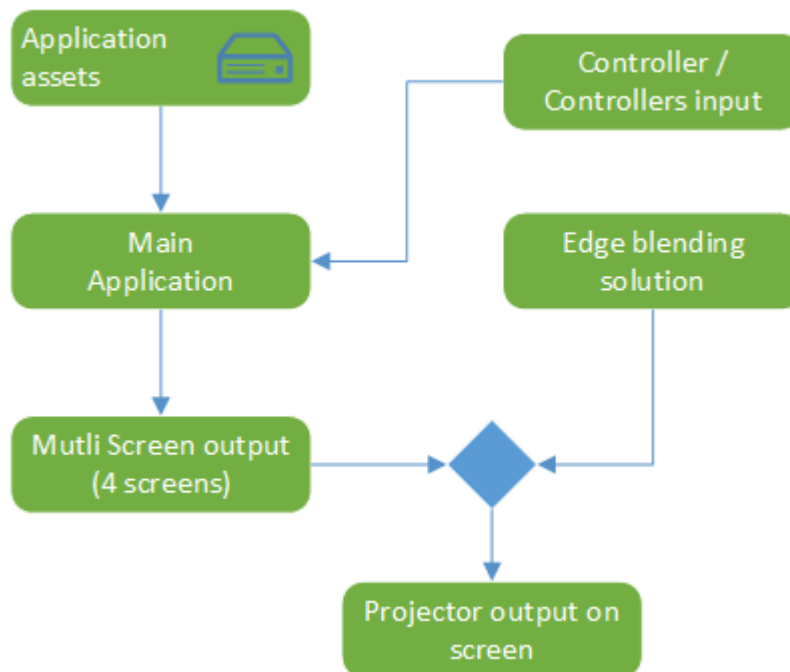 Application
assets
Controller /
Controllers input
Main
Application
Edge blending
solution
Mutli Screen output
(4 screens)
Projector output on
screen